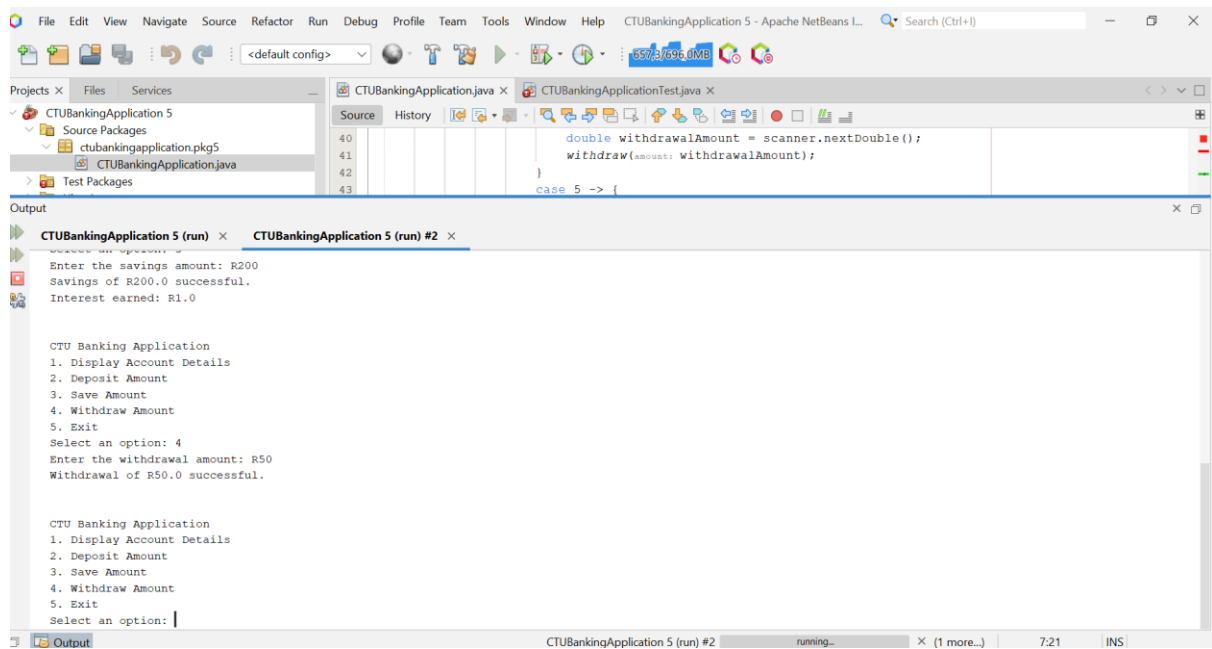 File Edit View Navigate Source Refactor Run Debug Profile Team Tools Window Help CTUBankingApplication 5 - Apache NetBeans I... Search (Ctrl+I)
<default config> 657,3/696,0MB
Projects Files Services
CTUBankingApplication.java CTUBankingApplicationTest.java
CTUBankingApplication 5
Source Packages
ctubankingapplication.pkg5
CTUBankingApplication.java
Test Packages
Source History
40 double withdrawalAmount = scanner.nextDouble();
41 withdraw(amount: withdrawalAmount);
42 }
43 case 5 -> {
Output
CTUBankingApplication 5 (run) CTUBankingApplication 5 (run) #2
Enter the savings amount: R200
Savings of R200.0 successful.
Interest earned: R1.0
CTU Banking Application
1. Display Account Details
2. Deposit Amount
3. Save Amount
4. Withdraw Amount
5. Exit
Select an option: 4
Enter the withdrawal amount: R50
Withdrawal of R50.0 successful.
CTU Banking Application
1. Display Account Details
2. Deposit Amount
3. Save Amount
4. Withdraw Amount
5. Exit
Select an option:
Output CTUBankingApplication 5 (run) #2 running... (1 more...) 7:21 INS